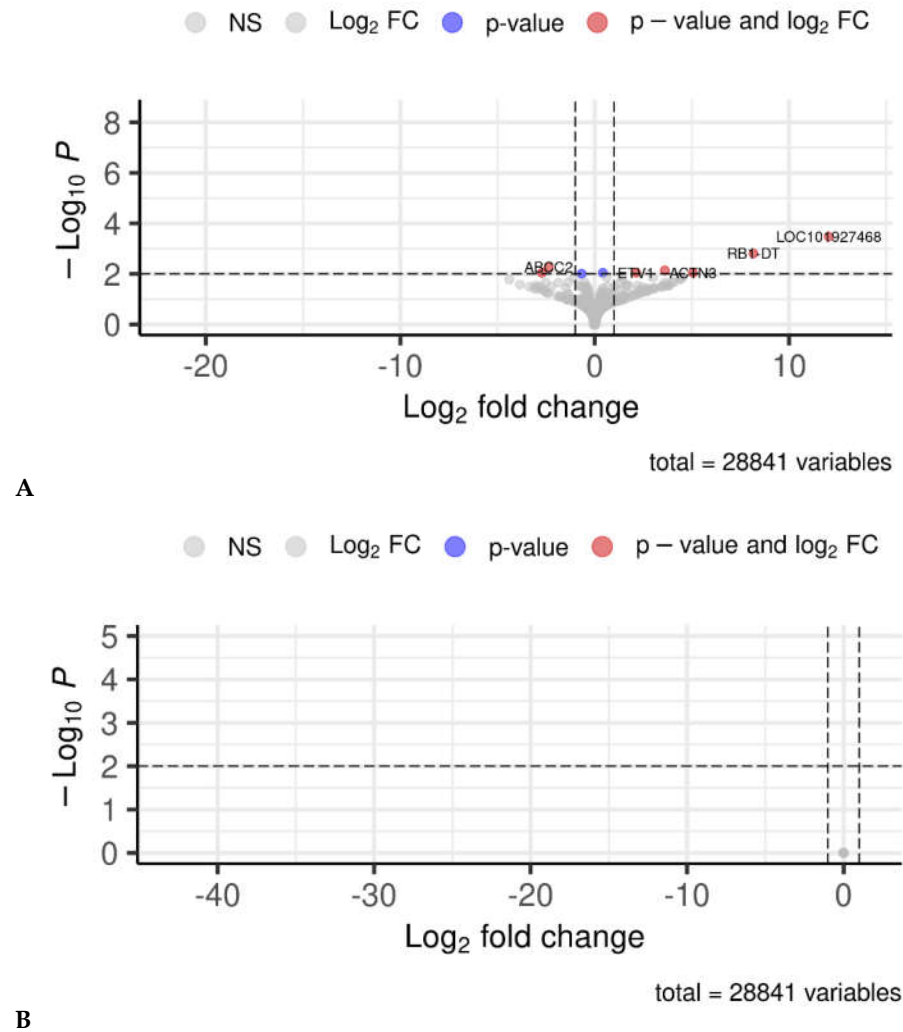 NS Log₂ FC p-value p – value and log₂ FC
– Log₁₀ P
8
6
4
2
0
LOC101927468
RB1-DT
ABCC2
ETV1
ACTN3
-20 -10 0 10
Log₂ fold change
total = 28841 variables
A
NS Log₂ FC p-value p – value and log₂ FC
– Log₁₀ P
5
4
3
2
1
0
-40 -30 -20 -10 0
Log₂ fold change
total = 28841 variables
B